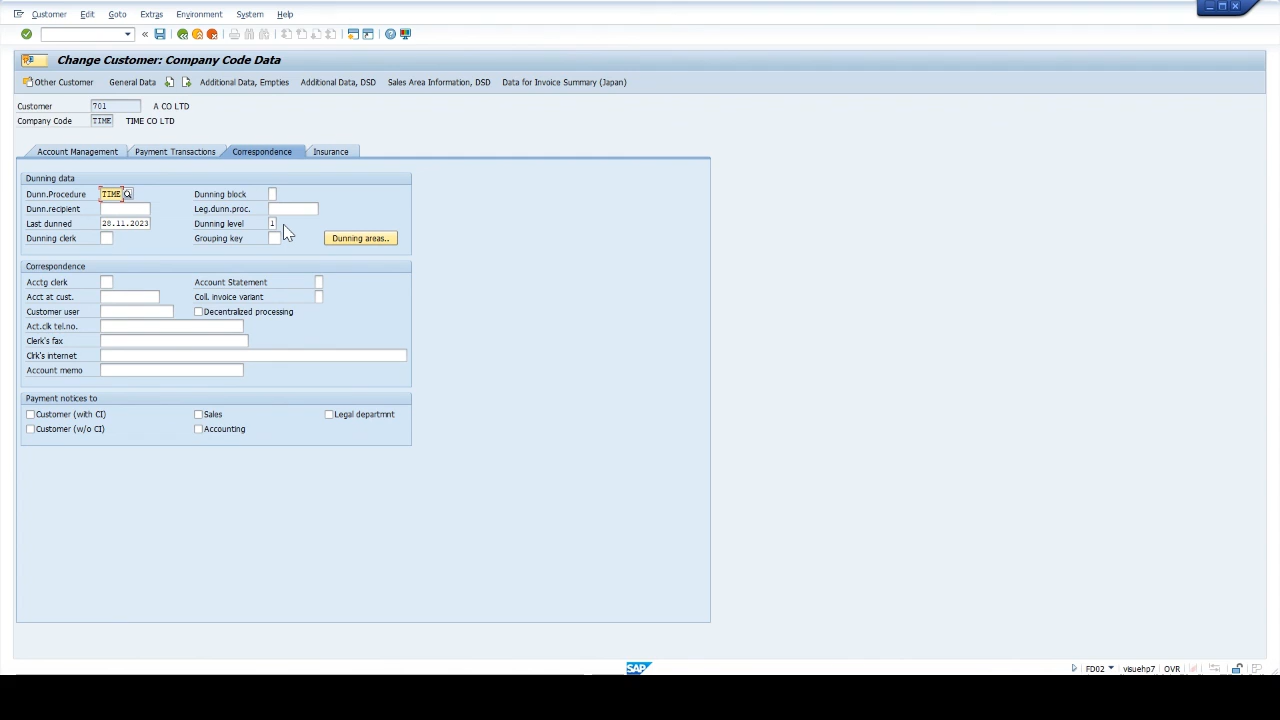 Customer Edit Goto Extras Environment System Help
Change Customer: Company Code Data
Other Customer General Data Additional Data, Empties Additional Data, DSD Sales Area Information, DSD Data for Invoice Summary (Japan)
Customer 701 A CO LTD
Company Code TIME TIME CO LTD
Account Management Payment Transactions Correspondence Insurance
Dunning data
Dunn.Procedure TIME Dunning block
Dunn.recipient Leg.dunn.proc.
Last dunned 28.11.2023 Dunning level 1
Dunning clerk Grouping key Dunning areas..
Correspondence
Acctg clerk Account Statement
Acct at cust. Coll. invoice variant
Customer user Decentralized processing
Act.clk tel.no.
Clerk's fax
Clrk's internet
Account memo
Payment notices to
Customer (with CI) Sales Legal departmnt
Customer (w/o CI) Accounting
SAP FD02 visuehp7 OVR